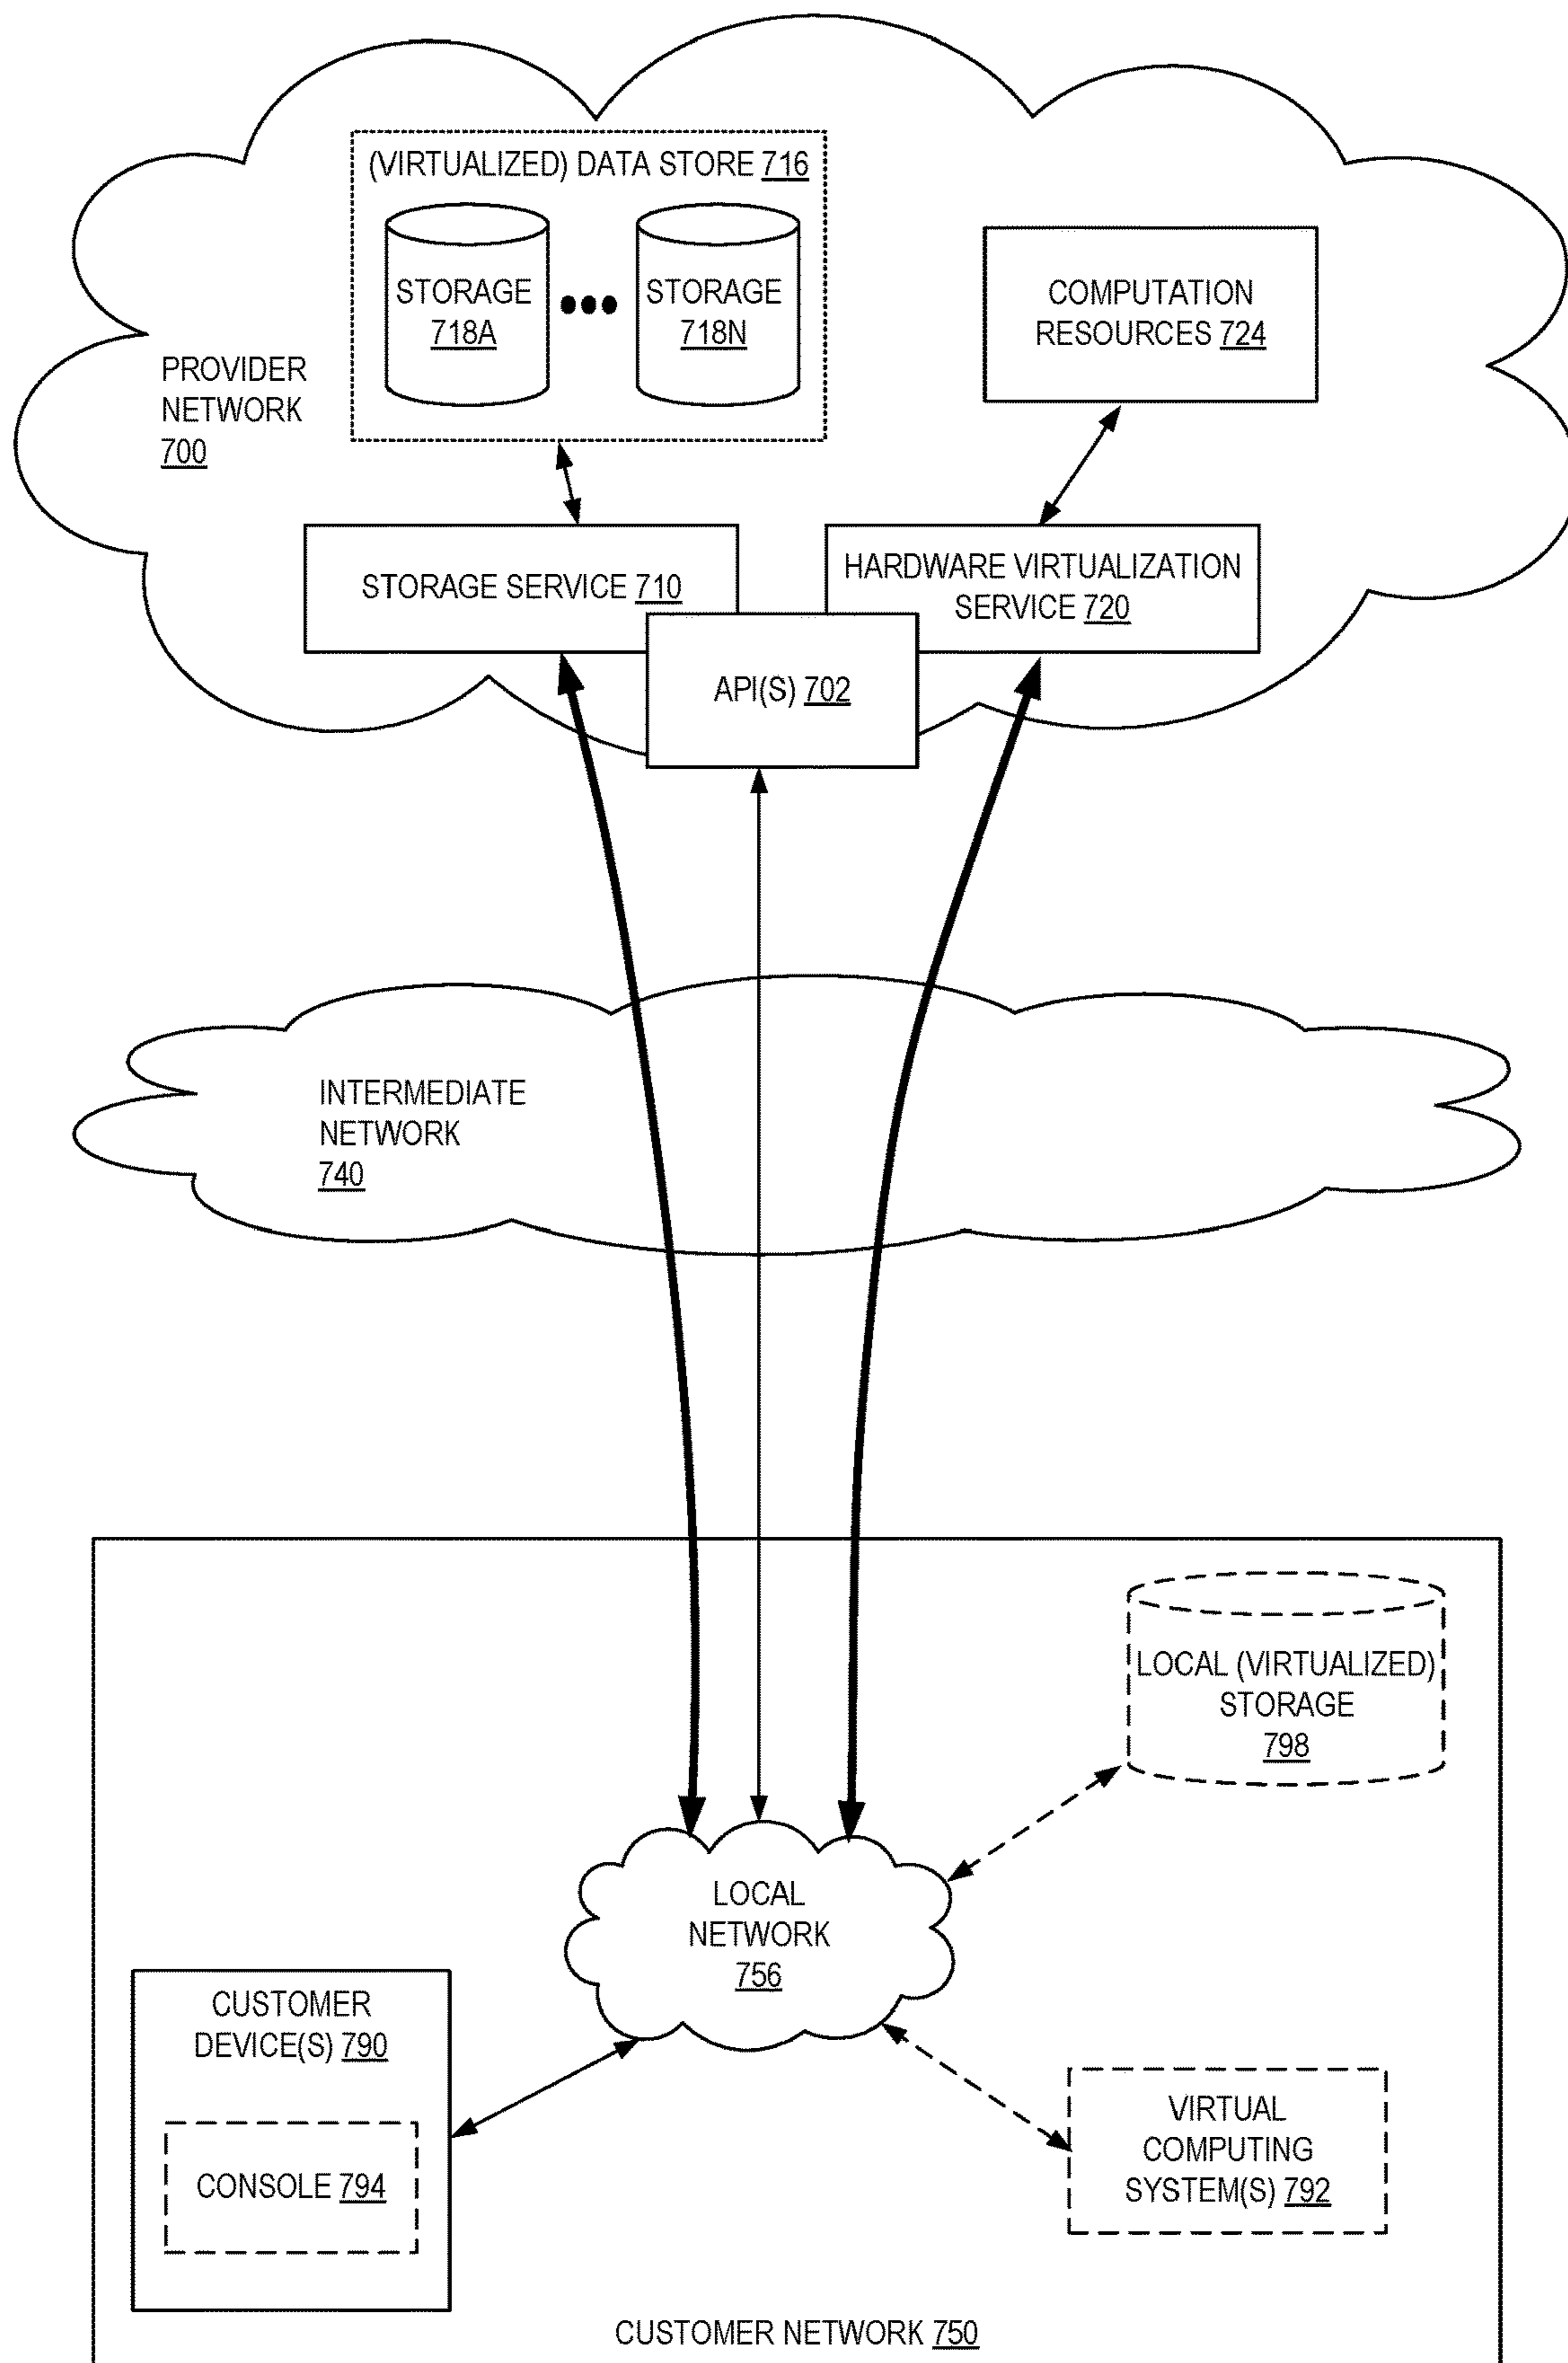 (VIRTUALIZED) DATA STORE 716
STORAGE
718A
STORAGE
718N
COMPUTATION
RESOURCES 724
PROVIDER
NETWORK
700
STORAGE SERVICE 710
HARDWARE VIRTUALIZATION
SERVICE 720
API(S) 702
INTERMEDIATE
NETWORK
740
LOCAL (VIRTUALIZED)
STORAGE
798
LOCAL
NETWORK
756
CUSTOMER
DEVICE(S) 790
CONSOLE 794
VIRTUAL
COMPUTING
SYSTEM(S) 792
CUSTOMER NETWORK 750